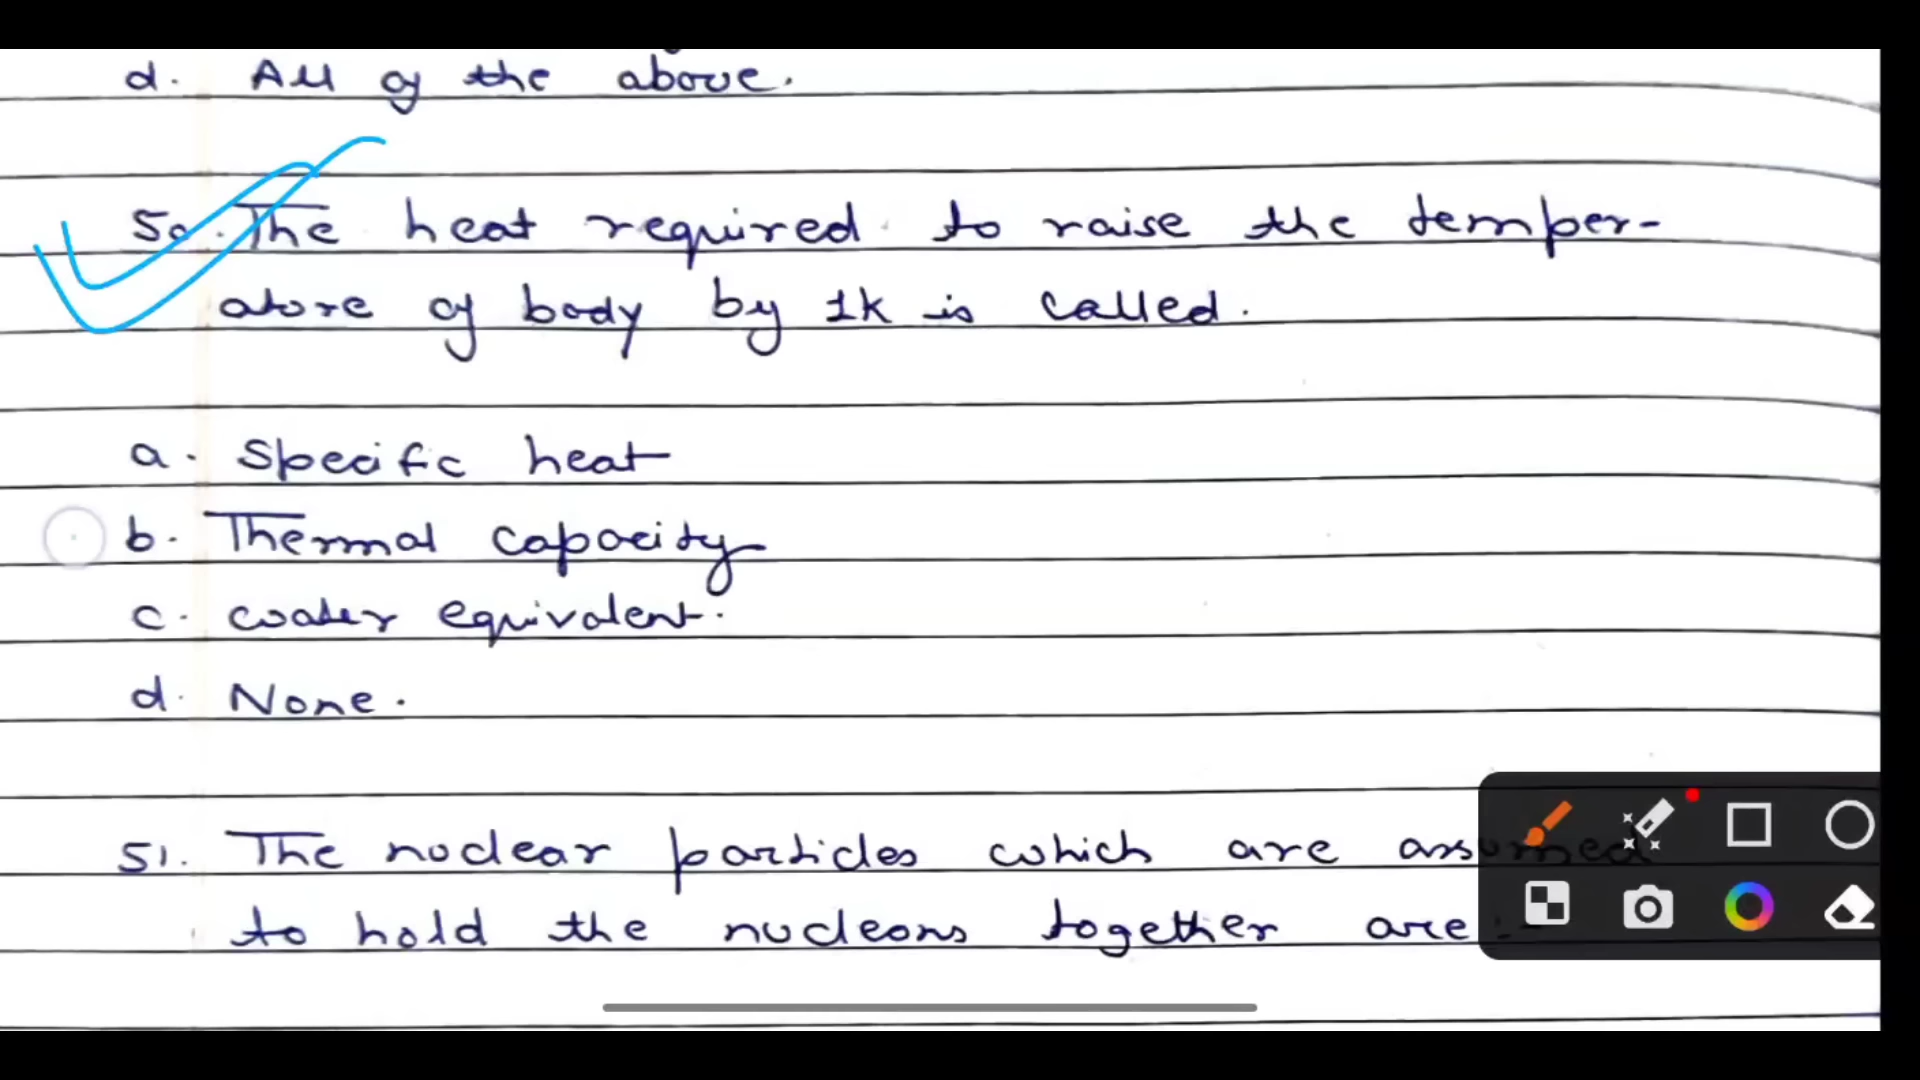 d. All of the above.
50. The heat required to raise the temper-
ature of body by 1K is called.
a. Specific heat
b. Thermal capacity
c. water equivalent.
d. None.
51. The nuclear particles which are assumed
to hold the nucleons together are:-